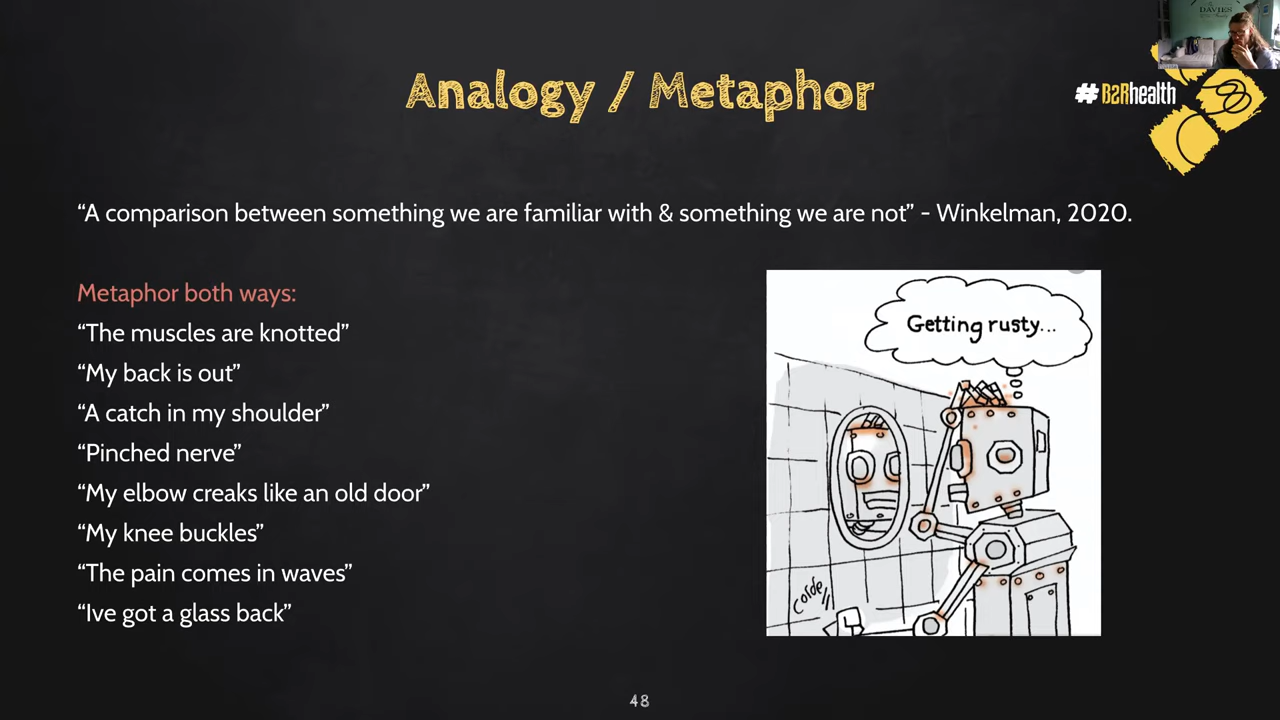 DAVIES
Analogy / Metaphor
#B2Rhealth
“A comparison between something we are familiar with & something we are not” - Winkelman, 2020.
Metaphor both ways:
“The muscles are knotted”
“My back is out”
“A catch in my shoulder”
“Pinched nerve”
“My elbow creaks like an old door”
“My knee buckles”
“The pain comes in waves”
“Ive got a glass back”
Getting rusty...
Cordell
48